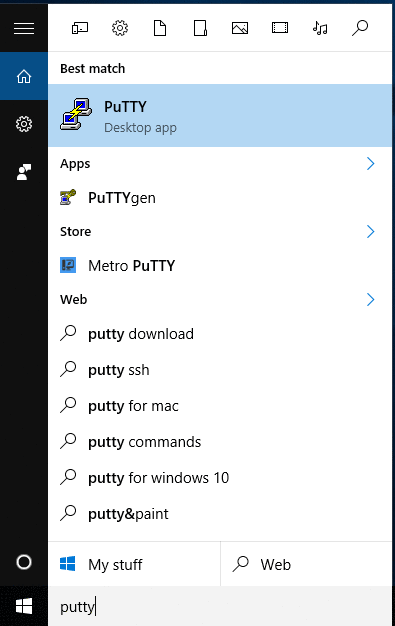 Best match
PuTTY
Desktop app
Apps
PuTTYgen
Store
Metro PuTTY
Web
putty download
putty ssh
putty for mac
putty commands
putty for windows 10
putty&paint
My stuff
Web
putty